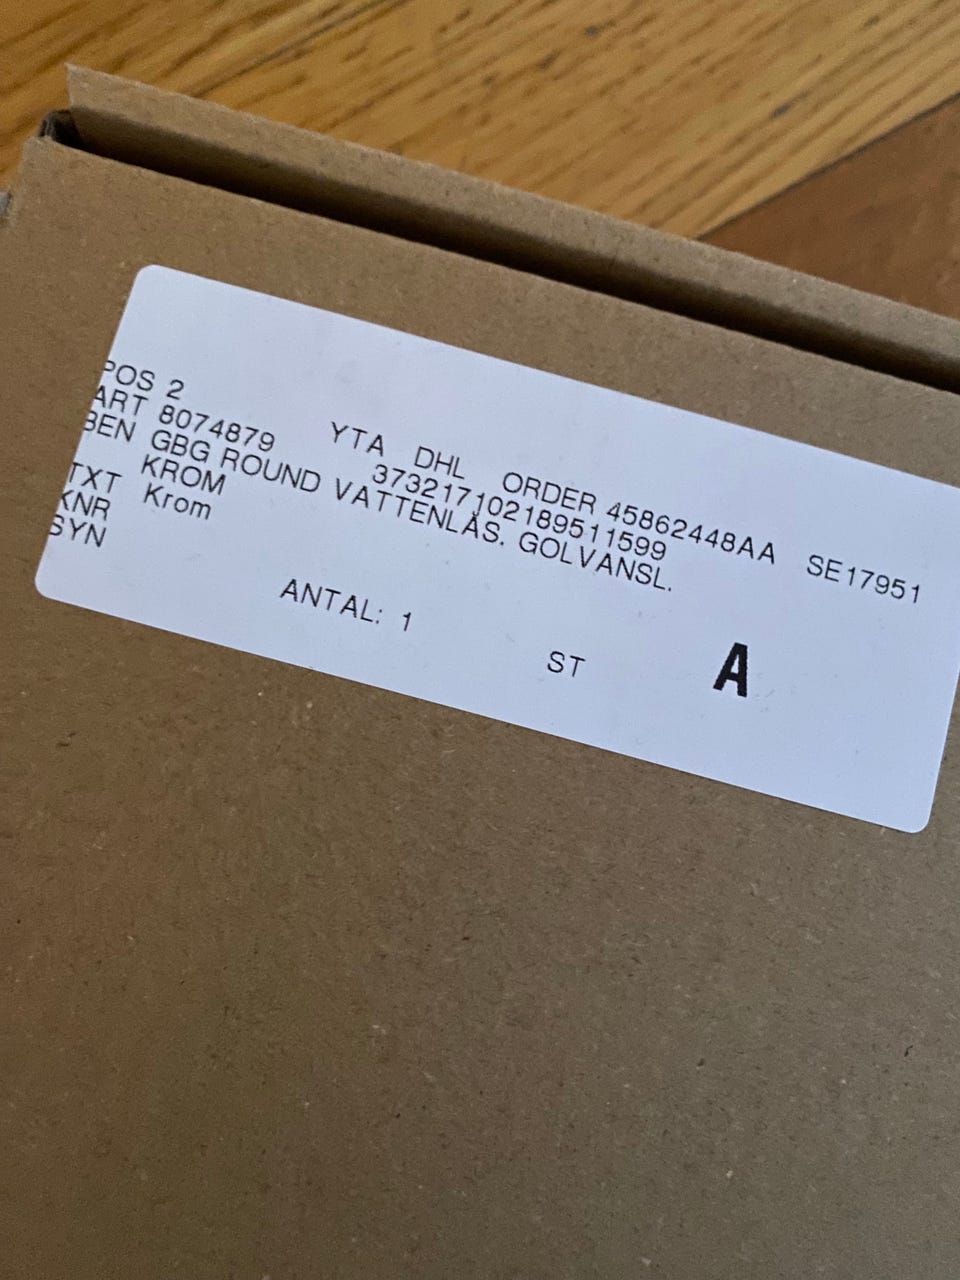 POS 2 YTA DHL ORDER 45862448AA SE17951
ART 8074879 373217102189511599
BEN GBG ROUND VATTENLÅS. GOLVANSL.
KROM
TXT Krom
KNR
SYN
ANTAL: 1 ST A